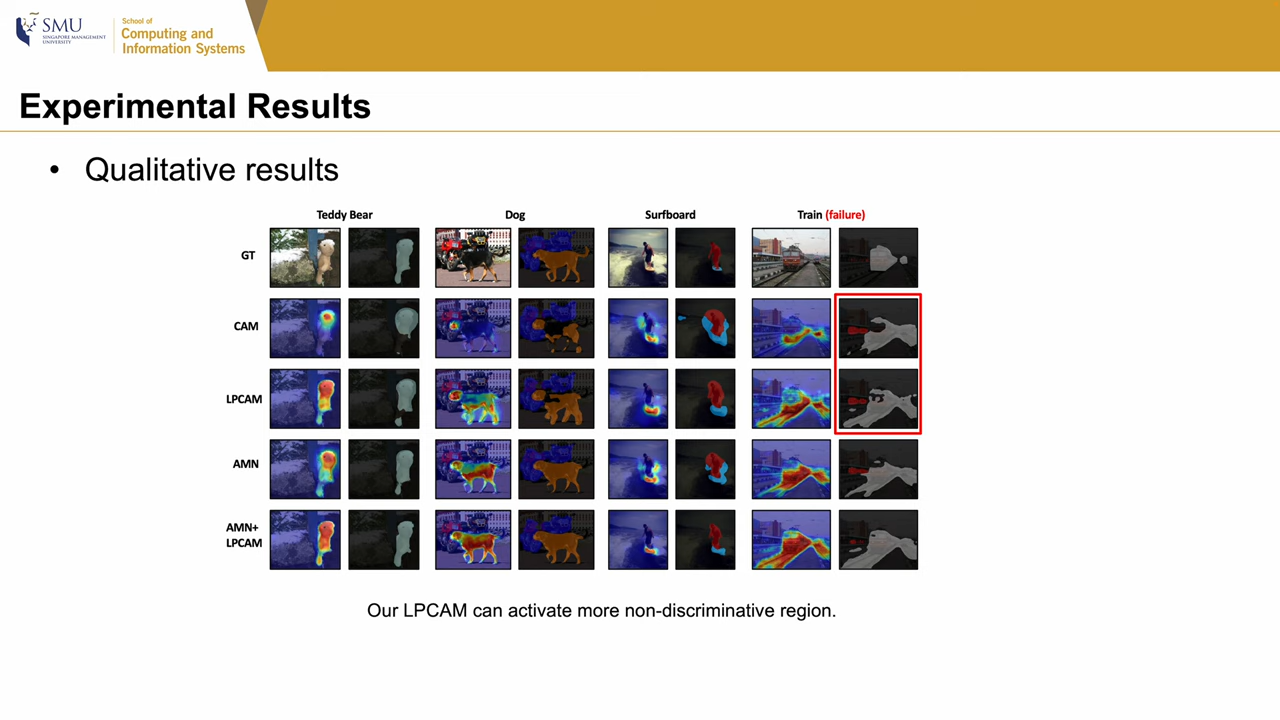 SMU
SINGAPORE MANAGEMENT
UNIVERSITY
School of
Computing and
Information Systems
Experimental Results
• Qualitative results
Teddy Bear Dog Surfboard Train (failure)
GT
CAM
LPCAM
AMN
AMN+
LPCAM
Our LPCAM can activate more non-discriminative region.